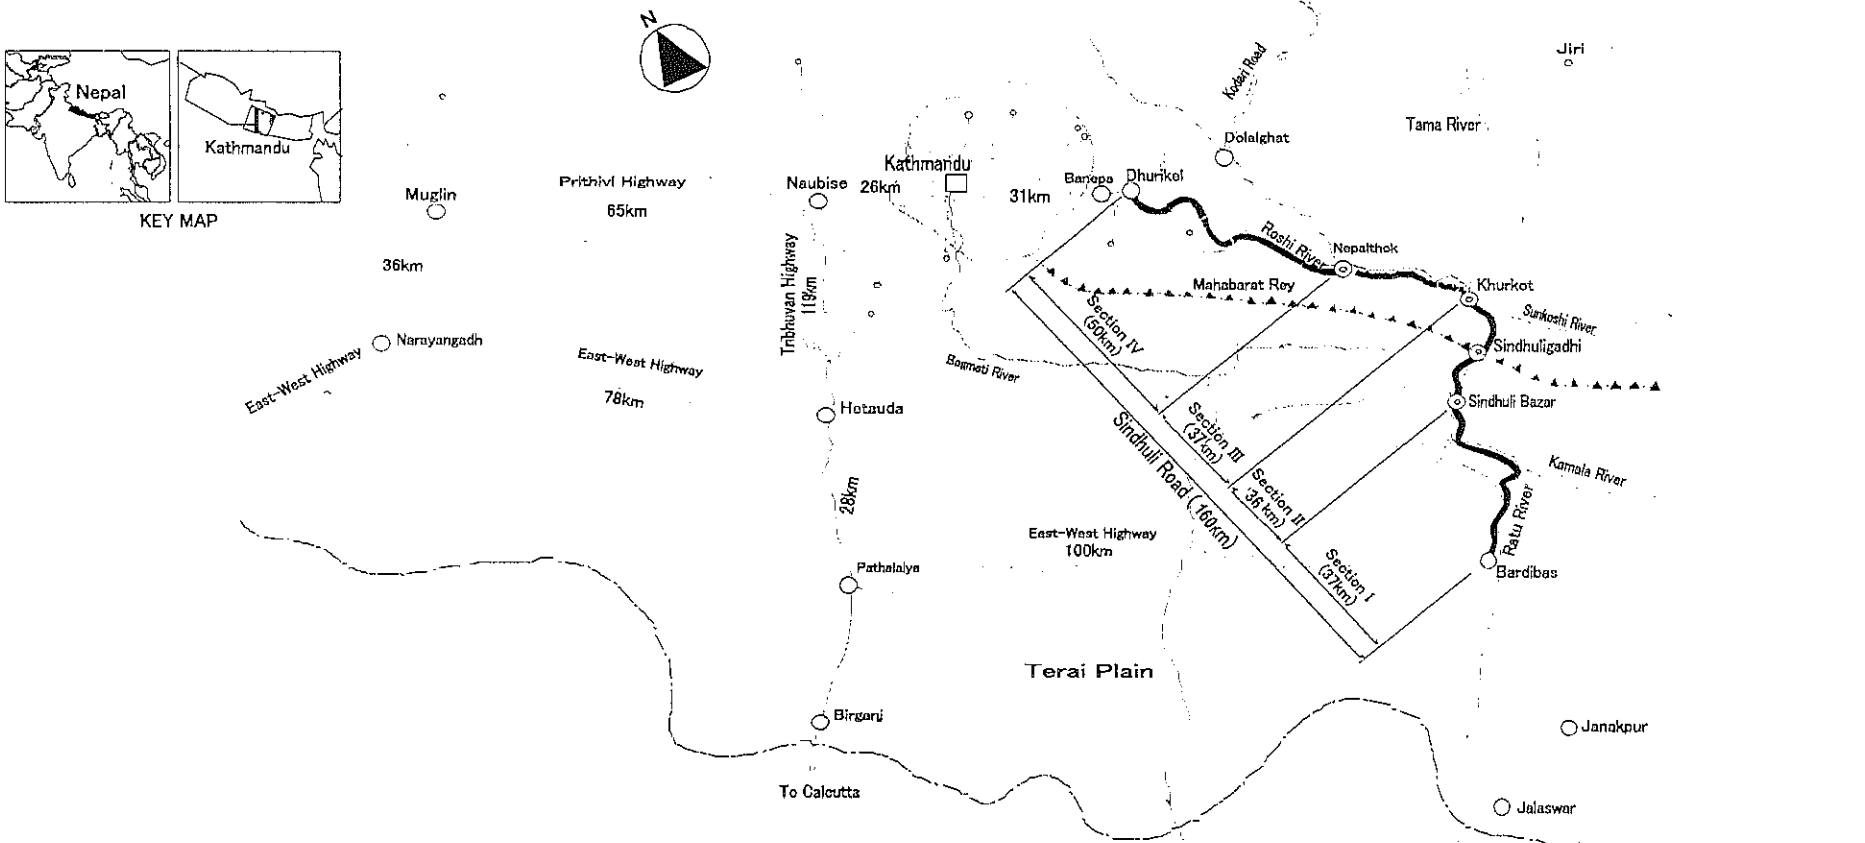 N
Nepal
Kathmandu
KEY MAP
Jiri
Kodari Road
Tama River
Dolalghat
Kathmandu
Muglin
Prithivi Highway
65km
Naubise
26km
31km
Banepa
Dhurikel
Roshi River
Nepalthok
36km
Tribhuvan Highway
119km
Mahabarat Rey
Khurkot
Sunkoshi River
Narayangadh
East-West Highway
East-West Highway
78km
Bagmati River
Section IV
(50km)
Sindhuligadhi
Hetauda
Sindhuli Bazar
Section III
(37km)
Sindhuli Road (160km)
Section II
(36km)
Kamala River
28km
East-West Highway
100km
Ratu River
Section I
(37km)
Bardibas
Pathalaiya
Terai Plain
Birganj
To Calcutta
Janakpur
Jalaswar